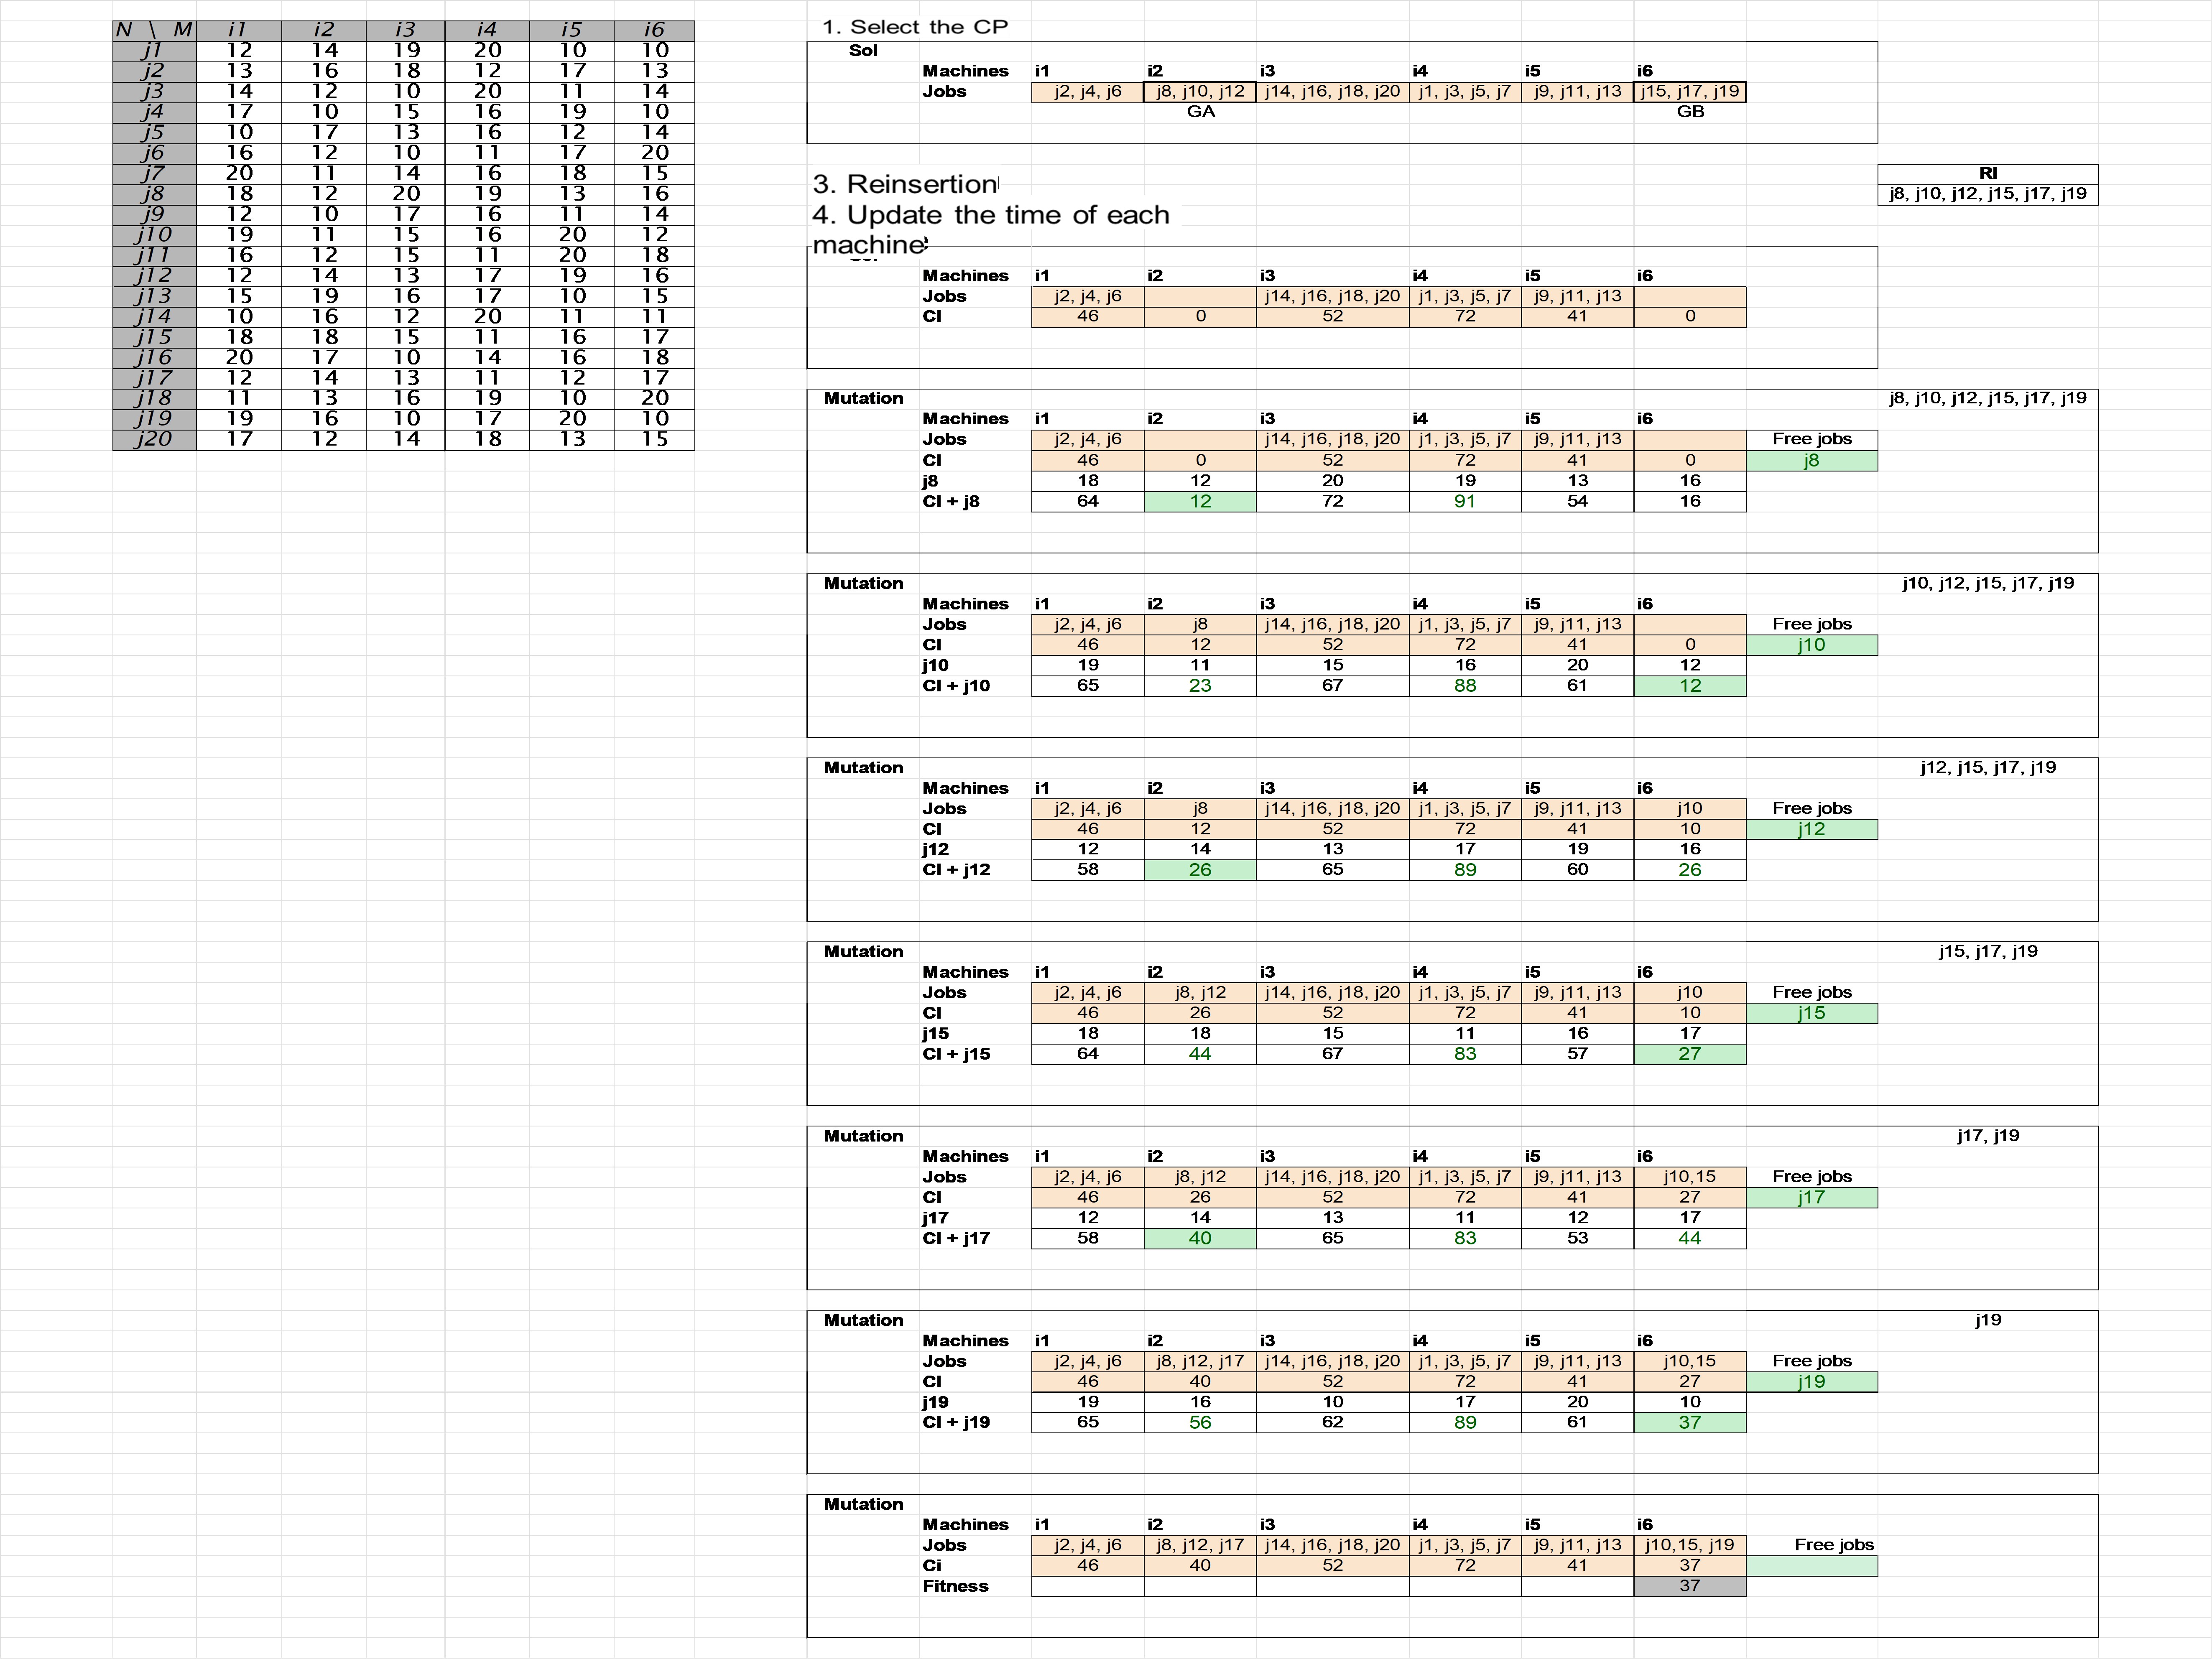 N \ M i1 i2 i3 i4 i5 i6
j1 12 14 19 20 10 10
j2 13 16 18 12 17 13
j3 14 12 10 20 11 14
j4 17 10 15 16 19 10
j5 10 17 13 16 12 14
j6 16 12 10 11 17 20
j7 20 11 14 16 18 15
j8 18 12 20 19 13 16
j9 12 10 17 16 11 14
j10 19 11 15 16 20 12
j11 16 12 15 11 20 18
j12 12 14 13 17 19 16
j13 15 19 16 17 10 15
j14 10 16 12 20 11 11
j15 18 18 15 11 16 17
j16 20 17 10 14 16 18
j17 12 14 13 11 12 17
j18 11 13 16 19 10 20
j19 19 16 10 17 20 10
j20 17 12 14 18 13 15
1. Select the CP
Sol
Machines i1 i2 i3 i4 i5 i6
Jobs j2, j4, j6 j8, j10, j12 j14, j16, j18, j20 j1, j3, j5, j7 j9, j11, j13 j15, j17, j19
GA GB
RI
j8, j10, j12, j15, j17, j19
3. Reinsertion
4. Update the time of each
machine
Machines i1 i2 i3 i4 i5 i6
Jobs j2, j4, j6 j14, j16, j18, j20 j1, j3, j5, j7 j9, j11, j13
CI 46 0 52 72 41 0
Mutation j8, j10, j12, j15, j17, j19
Machines i1 i2 i3 i4 i5 i6
Jobs j2, j4, j6 j14, j16, j18, j20 j1, j3, j5, j7 j9, j11, j13 Free jobs
CI 46 0 52 72 41 0 j8
j8 18 12 20 19 13 16
CI + j8 64 12 72 91 54 16
Mutation j10, j12, j15, j17, j19
Machines i1 i2 i3 i4 i5 i6
Jobs j2, j4, j6 j8 j14, j16, j18, j20 j1, j3, j5, j7 j9, j11, j13 Free jobs
CI 46 12 52 72 41 0 j10
j10 19 11 15 16 20 12
CI + j10 65 23 67 88 61 12
Mutation j12, j15, j17, j19
Machines i1 i2 i3 i4 i5 i6
Jobs j2, j4, j6 j8 j14, j16, j18, j20 j1, j3, j5, j7 j9, j11, j13 j10 Free jobs
CI 46 12 52 72 41 10 j12
j12 12 14 13 17 19 16
CI + j12 58 26 65 89 60 26
Mutation j15, j17, j19
Machines i1 i2 i3 i4 i5 i6
Jobs j2, j4, j6 j8, j12 j14, j16, j18, j20 j1, j3, j5, j7 j9, j11, j13 j10 Free jobs
CI 46 26 52 72 41 10 j15
j15 18 18 15 11 16 17
CI + j15 64 44 67 83 57 27
Mutation j17, j19
Machines i1 i2 i3 i4 i5 i6
Jobs j2, j4, j6 j8, j12 j14, j16, j18, j20 j1, j3, j5, j7 j9, j11, j13 j10,15 Free jobs
CI 46 26 52 72 41 27 j17
j17 12 14 13 11 12 17
CI + j17 58 40 65 83 53 44
Mutation j19
Machines i1 i2 i3 i4 i5 i6
Jobs j2, j4, j6 j8, j12, j17 j14, j16, j18, j20 j1, j3, j5, j7 j9, j11, j13 j10,15 Free jobs
CI 46 40 52 72 41 27 j19
j19 19 16 10 17 20 10
CI + j19 65 56 62 89 61 37
Mutation
Machines i1 i2 i3 i4 i5 i6
Jobs j2, j4, j6 j8, j12, j17 j14, j16, j18, j20 j1, j3, j5, j7 j9, j11, j13 j10,15, j19 Free jobs
Ci 46 40 52 72 41 37
Fitness 37